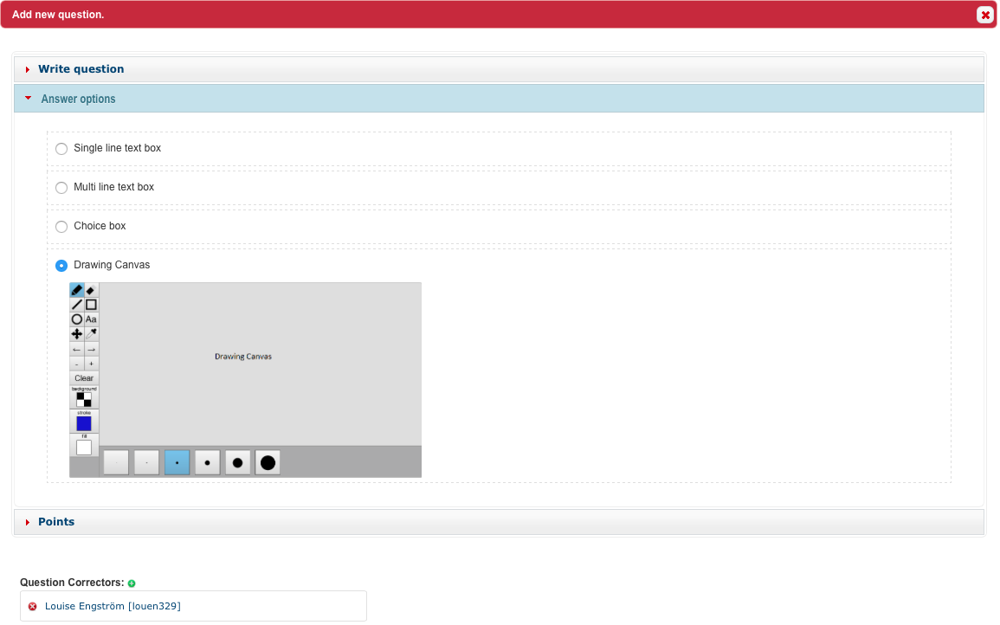 Add new question.
Write question
Answer options
Single line text box
Multi line text box
Choice box
Drawing Canvas
Aa
Drawing Canvas
- +
Clear
background
stroke
fill
Points
Question Correctors:
Louise Engström [louen329]